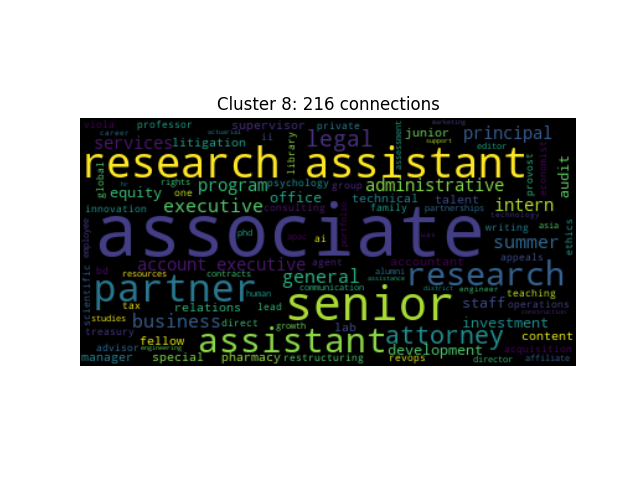 Cluster 8: 216 connections
viola professor supervisor private marketing
career actuarial ii legal assessment junior support principal
services litigation library editor
research assistant provost economist audit
global rights psychology group administrative
equity one program office technical talent intern
innovation executive consulting family partnerships technology
associate portfolio writing asia ethics
employee phd apac ai summer
bd account executive agent accountant appeals
scientific resources contracts general alumni assistance research
partner human communication district engineer teaching
tax relations lead senior staff operations
studies business direct growth lab investment construction
treasury fellow assistant attorney content
advisor engineering development acquisition
manager special pharmacy restructuring revops director affiliate